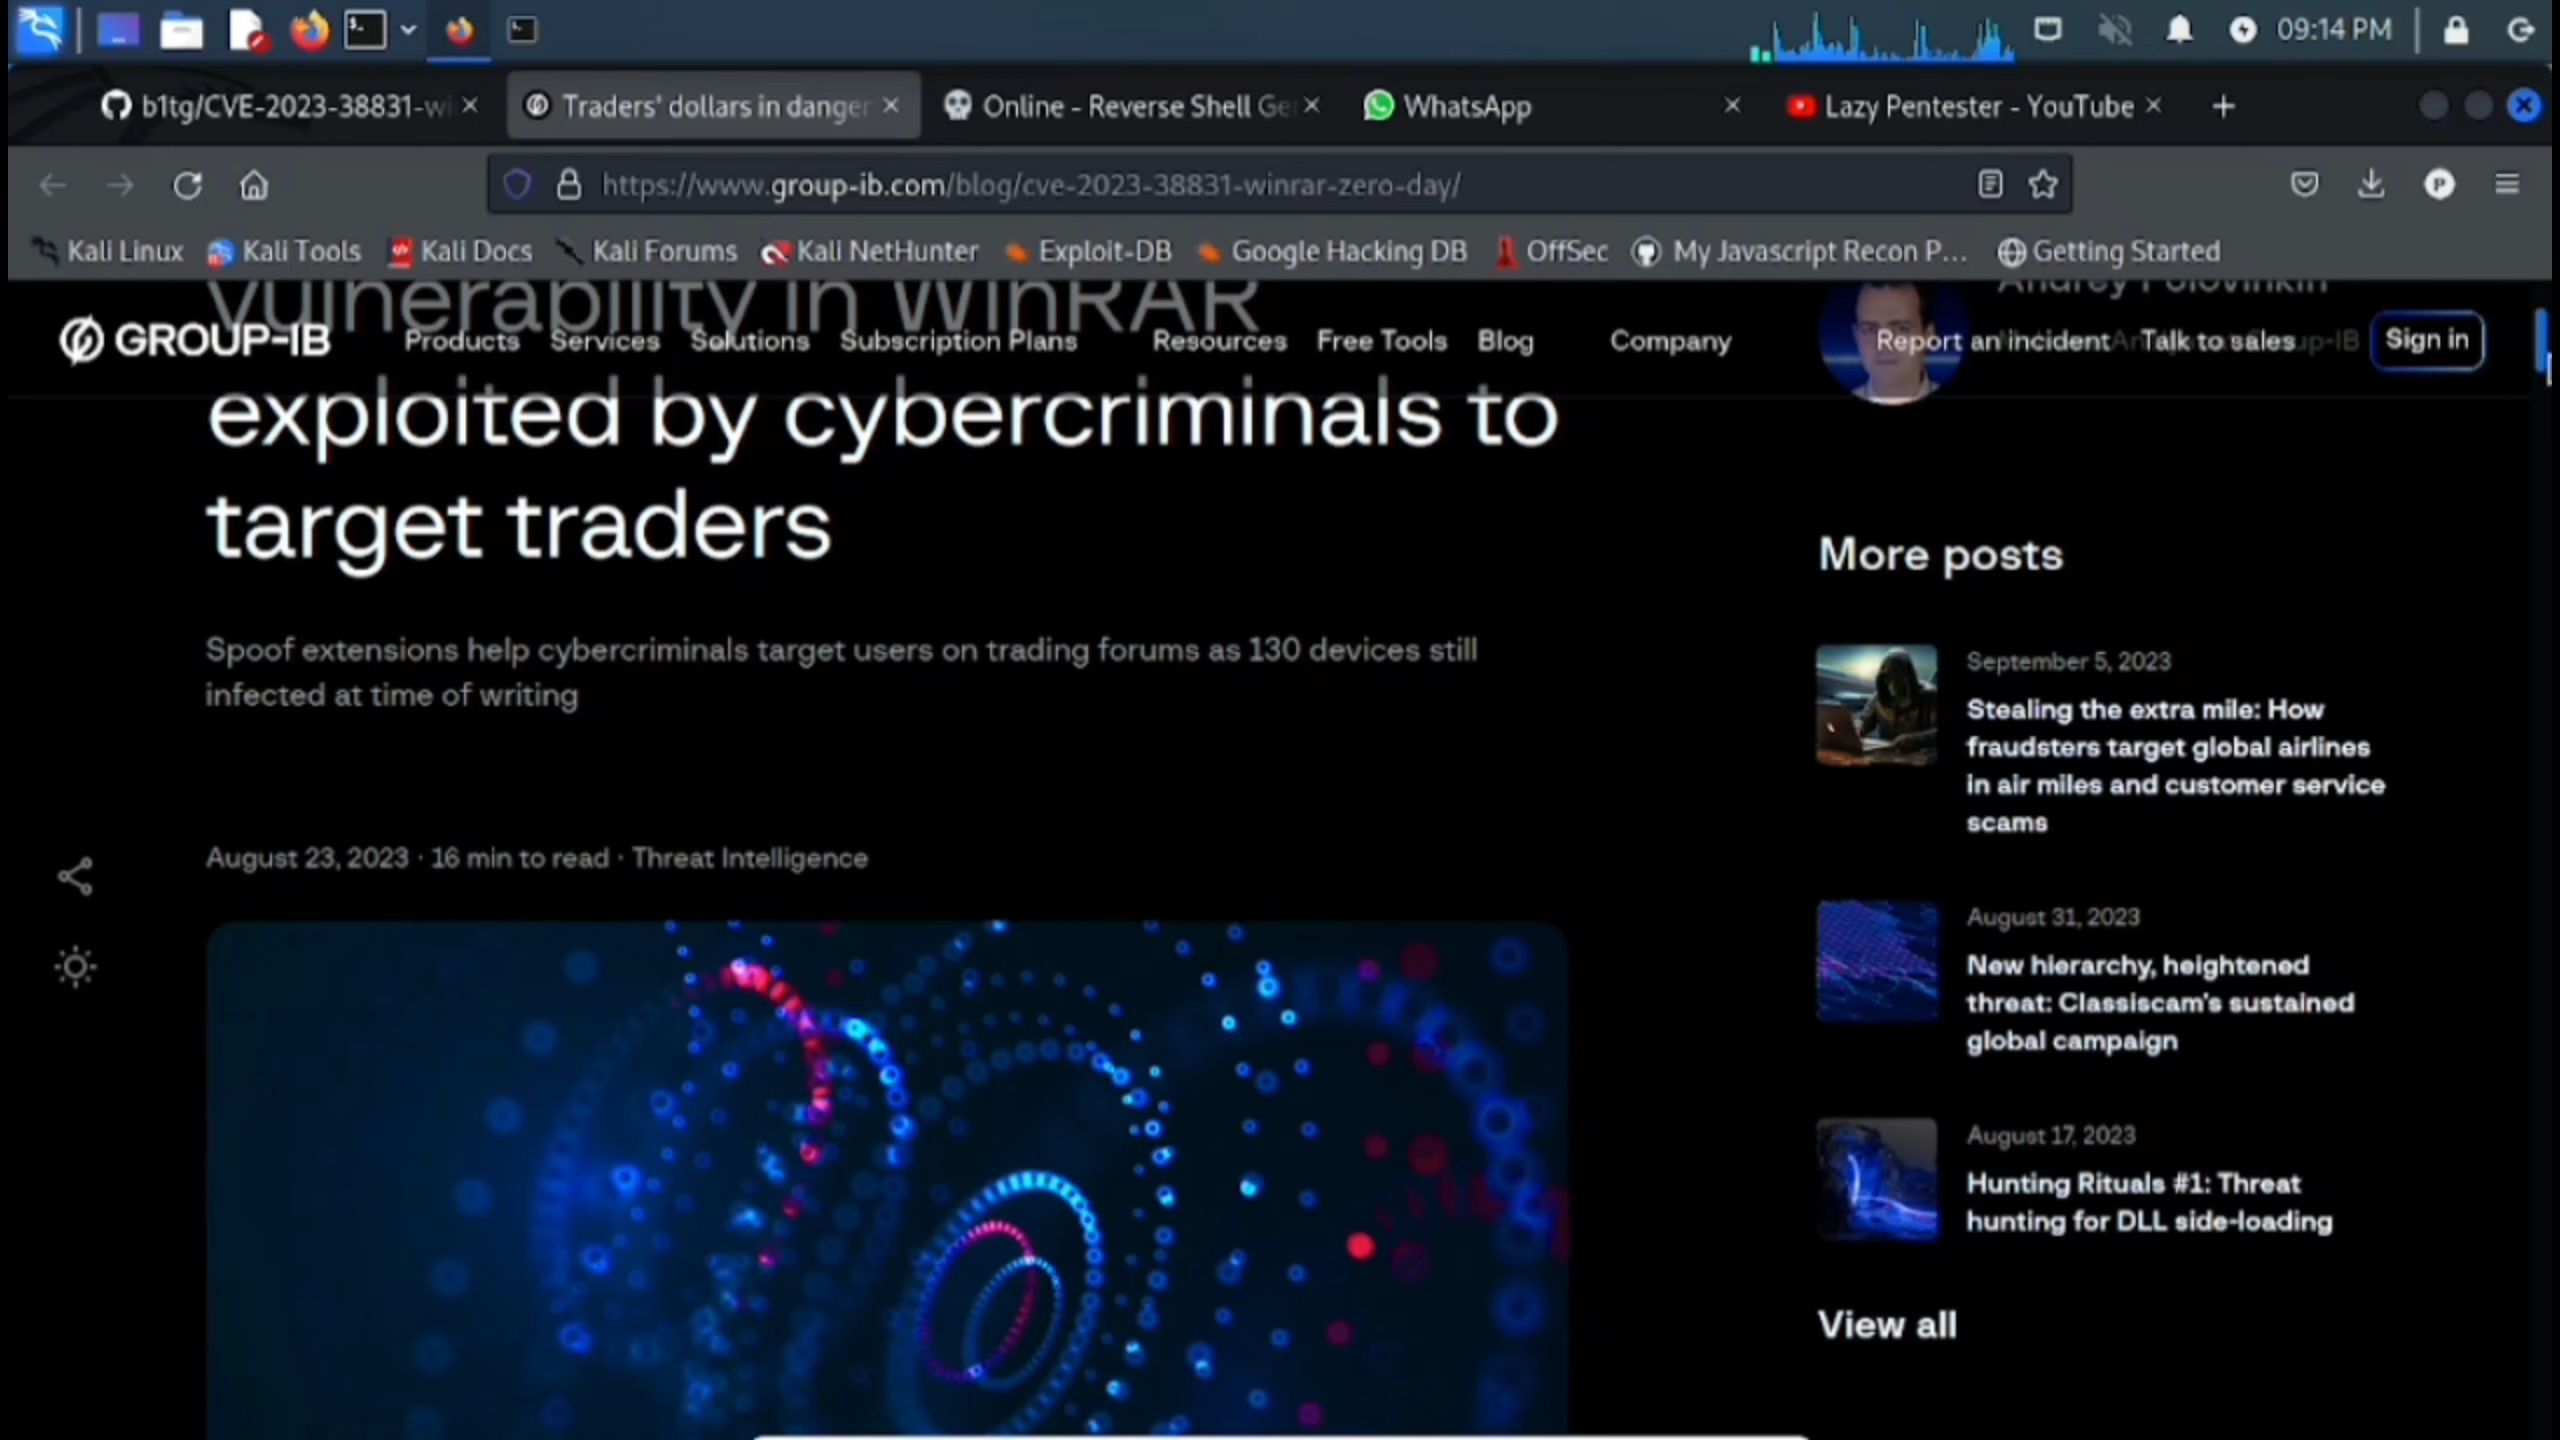 09:14 PM
b1tg/CVE-2023-38831-wi
Traders' dollars in danger
Online - Reverse Shell Ge
WhatsApp
Lazy Pentester - YouTube
https://www.group-ib.com/blog/cve-2023-38831-winrar-zero-day/
P
Kali Linux
Kali Tools
Kali Docs
Kali Forums
Kali NetHunter
Exploit-DB
Google Hacking DB
OffSec
My Javascript Recon P…
Getting Started
vulnerability in WinRAR
Andrey Polovinkin
GROUP-IB
Products
Services
Solutions
Subscription Plans
Resources
Free Tools
Blog
Company
Report an incident
Talk to sales
Sign in
exploited by cybercriminals to
target traders
Spoof extensions help cybercriminals target users on trading forums as 130 devices still
infected at time of writing
August 23, 2023 · 16 min to read · Threat Intelligence
More posts
September 5, 2023
Stealing the extra mile: How
fraudsters target global airlines
in air miles and customer service
scams
August 31, 2023
New hierarchy, heightened
threat: Classiscam's sustained
global campaign
August 17, 2023
Hunting Rituals #1: Threat
hunting for DLL side-loading
View all